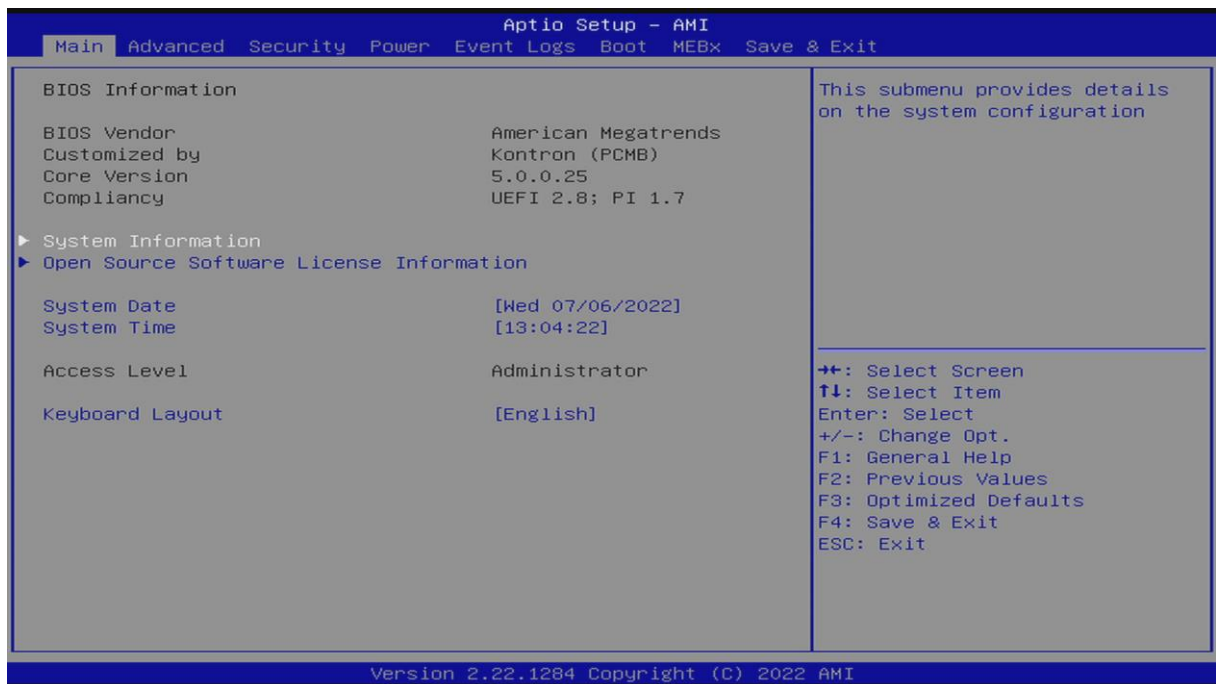 Aptio Setup – AMI
Main Advanced Security Power Event Logs Boot MEBx Save & Exit
BIOS Information
BIOS Vendor American Megatrends
Customized by Kontron (PCMB)
Core Version 5.0.0.25
Compliancy UEFI 2.8; PI 1.7
▶ System Information
▶ Open Source Software License Information
System Date [Wed 07/06/2022]
System Time [13:04:22]
Access Level Administrator
Keyboard Layout [English]
This submenu provides details
on the system configuration
→←: Select Screen
↑↓: Select Item
Enter: Select
+/-: Change Opt.
F1: General Help
F2: Previous Values
F3: Optimized Defaults
F4: Save & Exit
ESC: Exit
Version 2.22.1284 Copyright (C) 2022 AMI